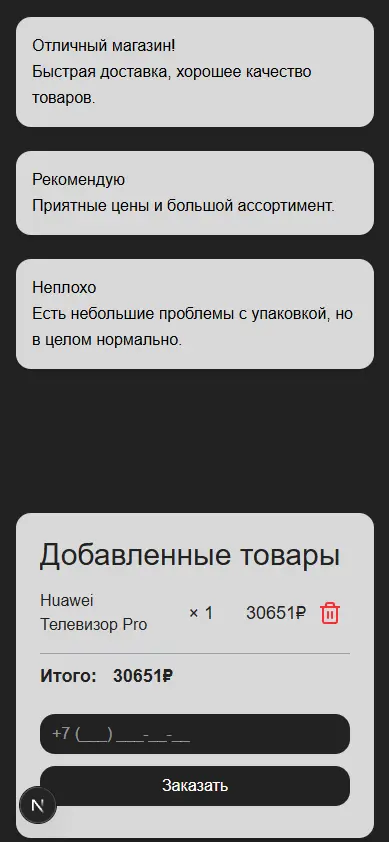 Отличный магазин!
Быстрая доставка, хорошее качество
товаров.
Рекомендую
Приятные цены и большой ассортимент.
Неплохо
Есть небольшие проблемы с упаковкой, но
в целом нормально.
Добавленные товары
Huawei
Телевизор Pro × 1 30651₽
Итого: 30651₽
+7 (___) ___-__-__
Заказать
N